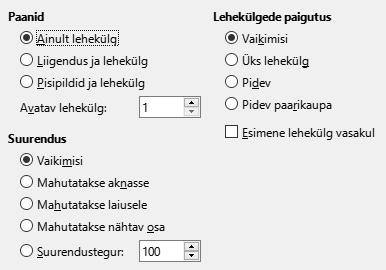 Paanid
Ainult lehekülg
Liigendus ja lehekülg
Pisipildid ja lehekülg
Avatav lehekülg: 1
Suurendus
Vaikimisi
Mahutatakse aknasse
Mahutatakse laiusele
Mahutatakse nähtav osa
Suurendustegur: 100
Lehekülgede paigutus
Vaikimisi
Üks lehekülg
Pidev
Pidev paarikaupa
Esimene lehekülg vasakul